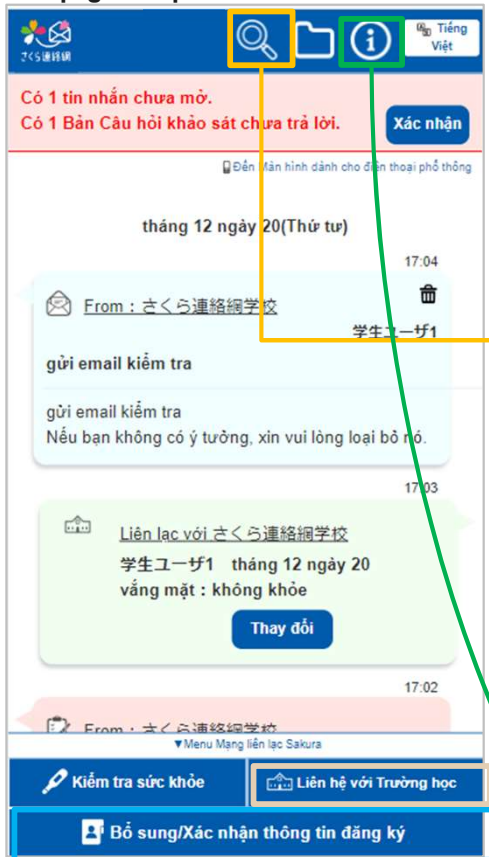 さくら連絡網
Tiếng
Việt
Có 1 tin nhắn chưa mở.
Có 1 Bản Câu hỏi khảo sát chưa trả lời.
Xác nhận
Đến Màn hình dành cho điện thoại phổ thông
tháng 12 ngày 20(Thứ tư)
17:04
From : さくら連絡網学校
学生ユーザ1
gửi email kiểm tra
gửi email kiểm tra
Nếu bạn không có ý tưởng, xin vui lòng loại bỏ nó.
17:03
Liên lạc với さくら連絡網学校
学生ユーザ1 tháng 12 ngày 20
vắng mặt : không khỏe
Thay đổi
17:02
From : さくら連絡網学校
▼Menu Mạng liên lạc Sakura
Kiểm tra sức khỏe
Liên hệ với Trường học
Bổ sung/Xác nhận thông tin đăng ký